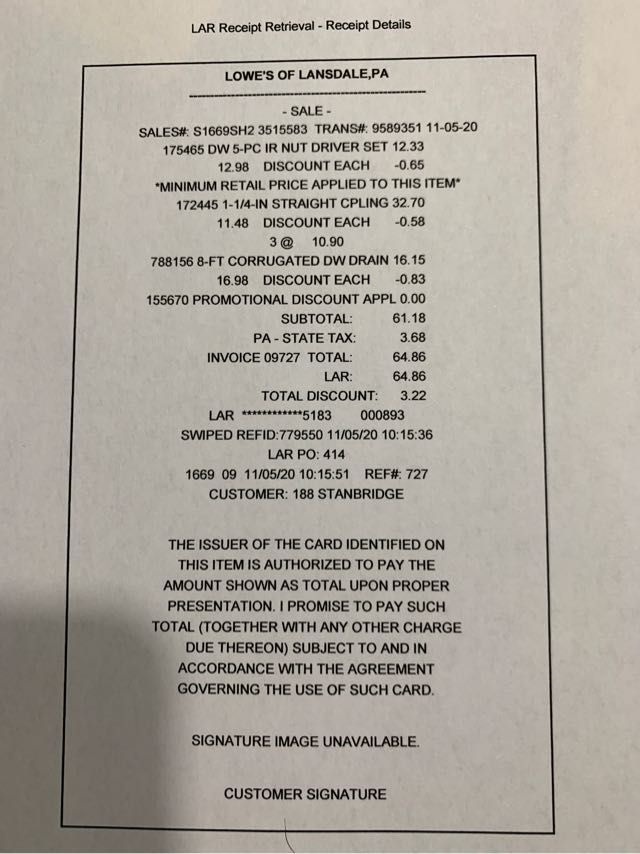 LAR Receipt Retrieval - Receipt Details
LOWE'S OF LANSDALE,PA
- SALE -
SALES#: S1669SH2 3515583 TRANS#: 9589351 11-05-20
175465 DW 5-PC IR NUT DRIVER SET 12.33
12.98 DISCOUNT EACH -0.65
*MINIMUM RETAIL PRICE APPLIED TO THIS ITEM*
172445 1-1/4-IN STRAIGHT CPLING 32.70
11.48 DISCOUNT EACH -0.58
3 @ 10.90
788156 8-FT CORRUGATED DW DRAIN 16.15
16.98 DISCOUNT EACH -0.83
155670 PROMOTIONAL DISCOUNT APPL 0.00
SUBTOTAL: 61.18
PA - STATE TAX: 3.68
INVOICE 09727 TOTAL: 64.86
LAR: 64.86
TOTAL DISCOUNT: 3.22
LAR ************5183 000893
SWIPED REFID:779550 11/05/20 10:15:36
LAR PO: 414
1669 09 11/05/20 10:15:51 REF#: 727
CUSTOMER: 188 STANBRIDGE
THE ISSUER OF THE CARD IDENTIFIED ON
THIS ITEM IS AUTHORIZED TO PAY THE
AMOUNT SHOWN AS TOTAL UPON PROPER
PRESENTATION. I PROMISE TO PAY SUCH
TOTAL (TOGETHER WITH ANY OTHER CHARGE
DUE THEREON) SUBJECT TO AND IN
ACCORDANCE WITH THE AGREEMENT
GOVERNING THE USE OF SUCH CARD.
SIGNATURE IMAGE UNAVAILABLE.
CUSTOMER SIGNATURE